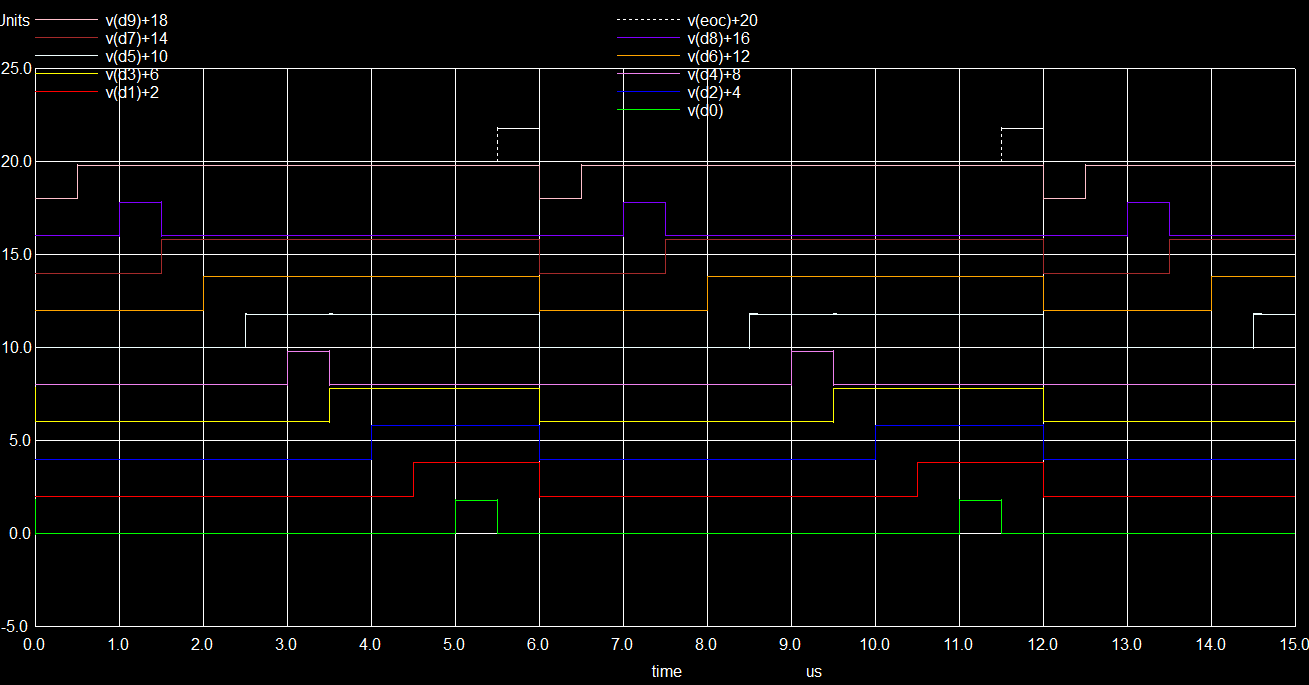 Units v(d9)+18 v(eoc)+20
v(d7)+14 v(d8)+16
v(d5)+10 v(d6)+12
25.0 v(d3)+6 v(d4)+8
v(d1)+2 v(d2)+4
v(d0)
20.0
15.0
10.0
5.0
0.0
-5.0
0.0 1.0 2.0 3.0 4.0 5.0 6.0 7.0 8.0 9.0 10.0 11.0 12.0 13.0 14.0 15.0
time us